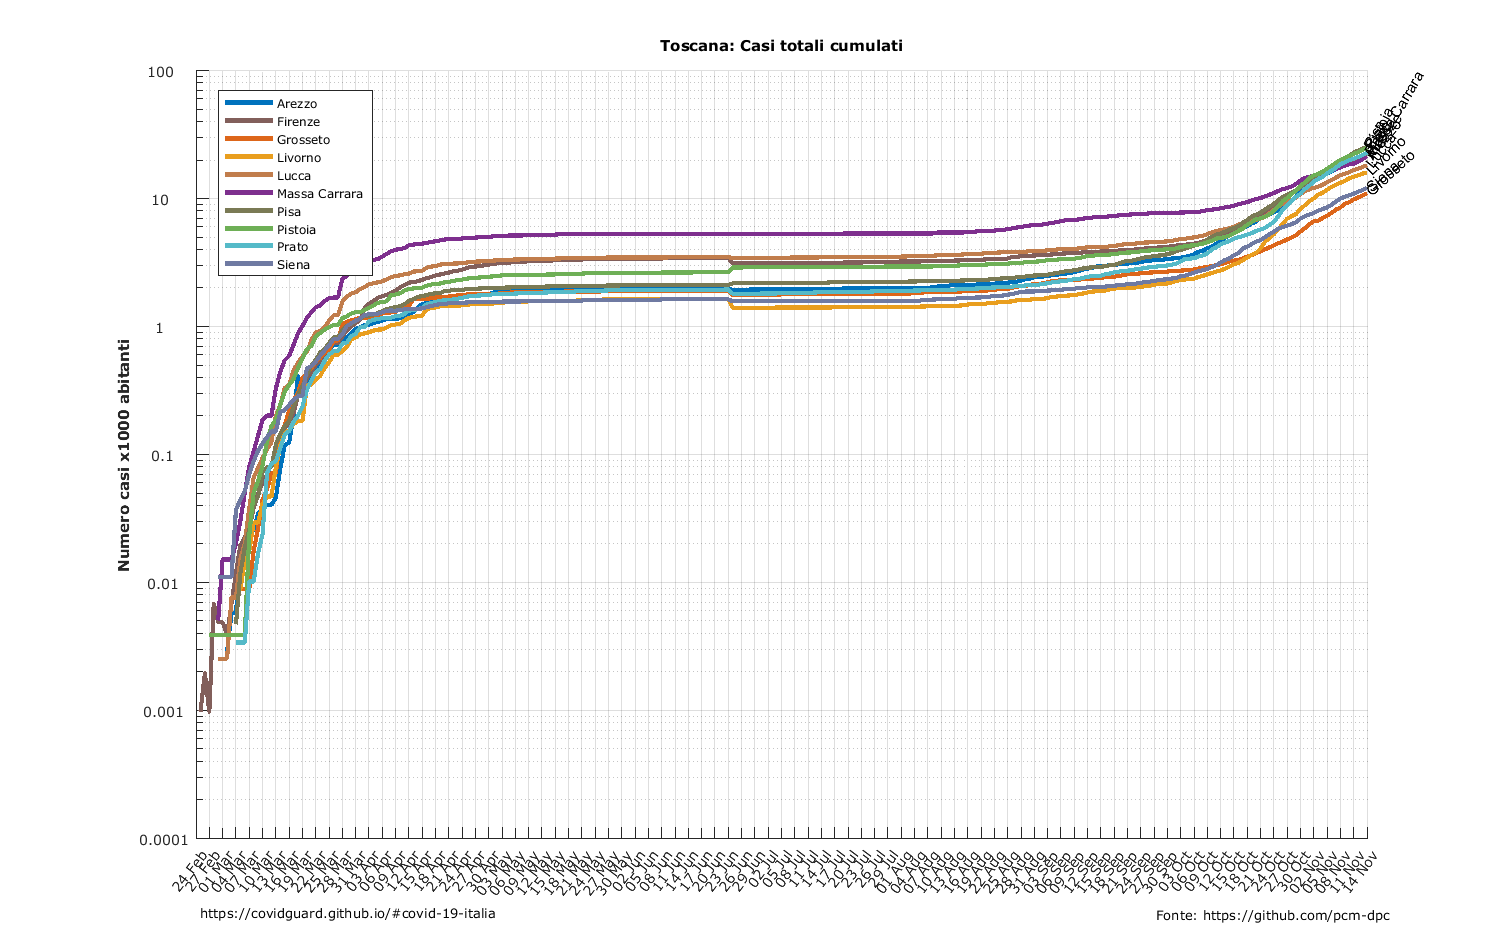 Toscana: Casi totali cumulati
Numero casi x1000 abitanti
100
10
1
0.1
0.01
0.001
0.0001
Arezzo
Firenze
Grosseto
Livorno
Lucca
Massa Carrara
Pisa
Pistoia
Prato
Siena
Carrara
Lucca
Livorno
Siena
Grosseto
24 Feb
27 Feb
01 Mar
04 Mar
07 Mar
10 Mar
13 Mar
16 Mar
19 Mar
22 Mar
25 Mar
28 Mar
31 Mar
03 Apr
06 Apr
09 Apr
12 Apr
15 Apr
18 Apr
21 Apr
24 Apr
27 Apr
30 Apr
03 May
06 May
09 May
12 May
15 May
18 May
21 May
24 May
27 May
30 May
02 Jun
05 Jun
08 Jun
11 Jun
14 Jun
17 Jun
20 Jun
23 Jun
26 Jun
29 Jun
02 Jul
05 Jul
08 Jul
11 Jul
14 Jul
17 Jul
20 Jul
23 Jul
26 Jul
29 Jul
01 Aug
04 Aug
07 Aug
10 Aug
13 Aug
16 Aug
19 Aug
22 Aug
25 Aug
28 Aug
31 Aug
03 Sep
06 Sep
09 Sep
12 Sep
15 Sep
18 Sep
21 Sep
24 Sep
27 Sep
30 Sep
03 Oct
06 Oct
09 Oct
12 Oct
15 Oct
18 Oct
21 Oct
24 Oct
27 Oct
30 Oct
02 Nov
05 Nov
08 Nov
11 Nov
14 Nov
https://covidguard.github.io/#covid-19-italia
Fonte: https://github.com/pcm-dpc